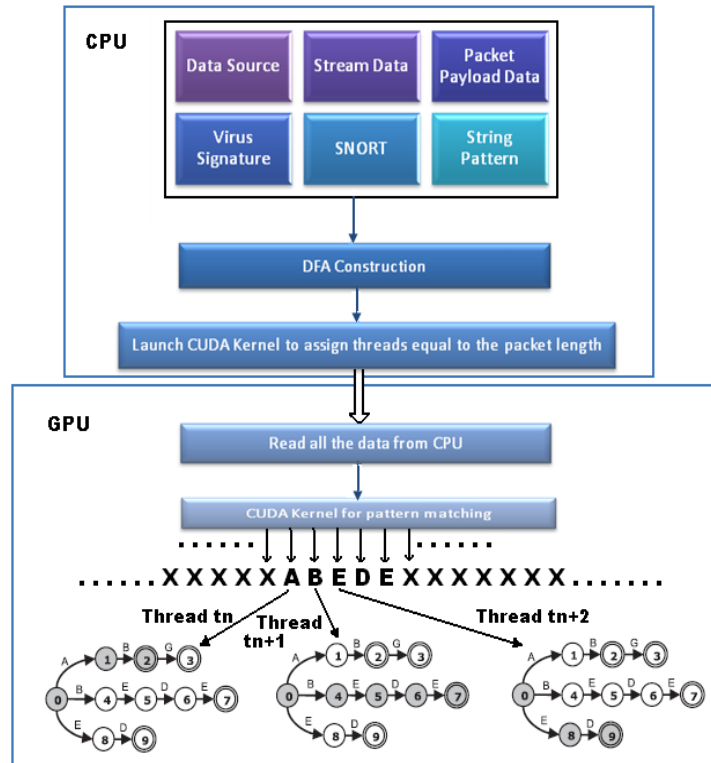 CPU
Data Source
Stream Data
Packet
Payload Data
Virus
Signature
SNORT
String
Pattern
DFA Construction
Launch CUDA Kernel to assign threads equal to the packet length
GPU
Read all the data from CPU
CUDA Kernel for pattern matching
....... .......
......X X X X X A B E D E X X X X X X X.......
Thread tn
Thread
tn+1
Thread tn+2
A 1 B 2 G 3
0 B 4 E 5 D 6 E 7
E 8 D 9
A 1 B 2 G 3
0 B 4 E 5 D 6 E 7
E 8 D 9
A 1 B 2 G 3
0 B 4 E 5 D 6 E 7
E 8 D 9